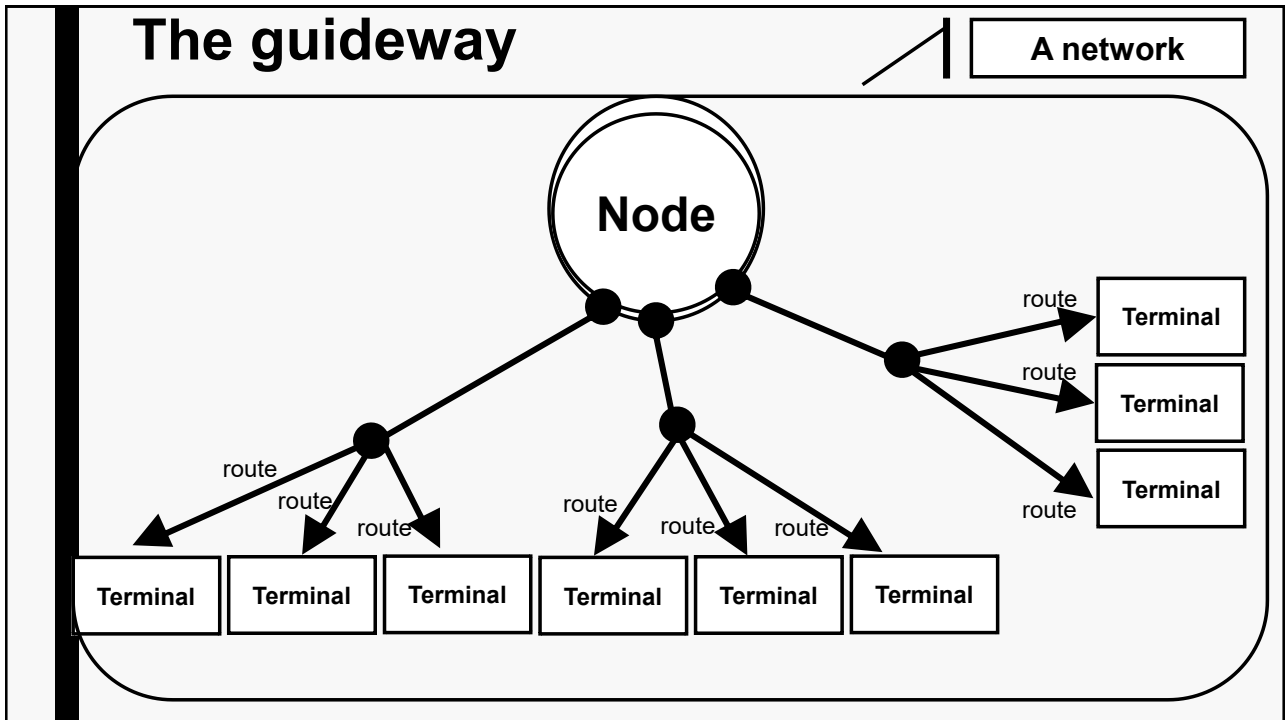 The guideway
A network
Node
route
Terminal
route
Terminal
route
Terminal
route
route
route
route
route
route
Terminal
Terminal
Terminal
Terminal
Terminal
Terminal